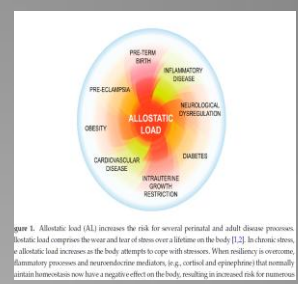 PRE-TERM
BIRTH
INFLAMMATORY
DISEASE
PRE-ECLAMPSIA
NEUROLOGICAL
DYSREGULATION
ALLOSTATIC
LOAD
OBESITY
DIABETES
CARDIOVASCULAR
DISEASE
INTRAUTERINE
GROWTH
RESTRICTION
gure 1. Allostatic load (AL) increases the risk for several perinatal and adult disease processes.
llostatic load comprises the wear and tear of stress over a lifetime on the body [1,2]. In chronic stress,
e allostatic load increases as the body attempts to cope with stressors. When resiliency is overcome,
flammatory processes and neuroendocrine mediators, (e.g., cortisol and epinephrine) that normally
aintain homeostasis now have a negative effect on the body, resulting in increased risk for numerous